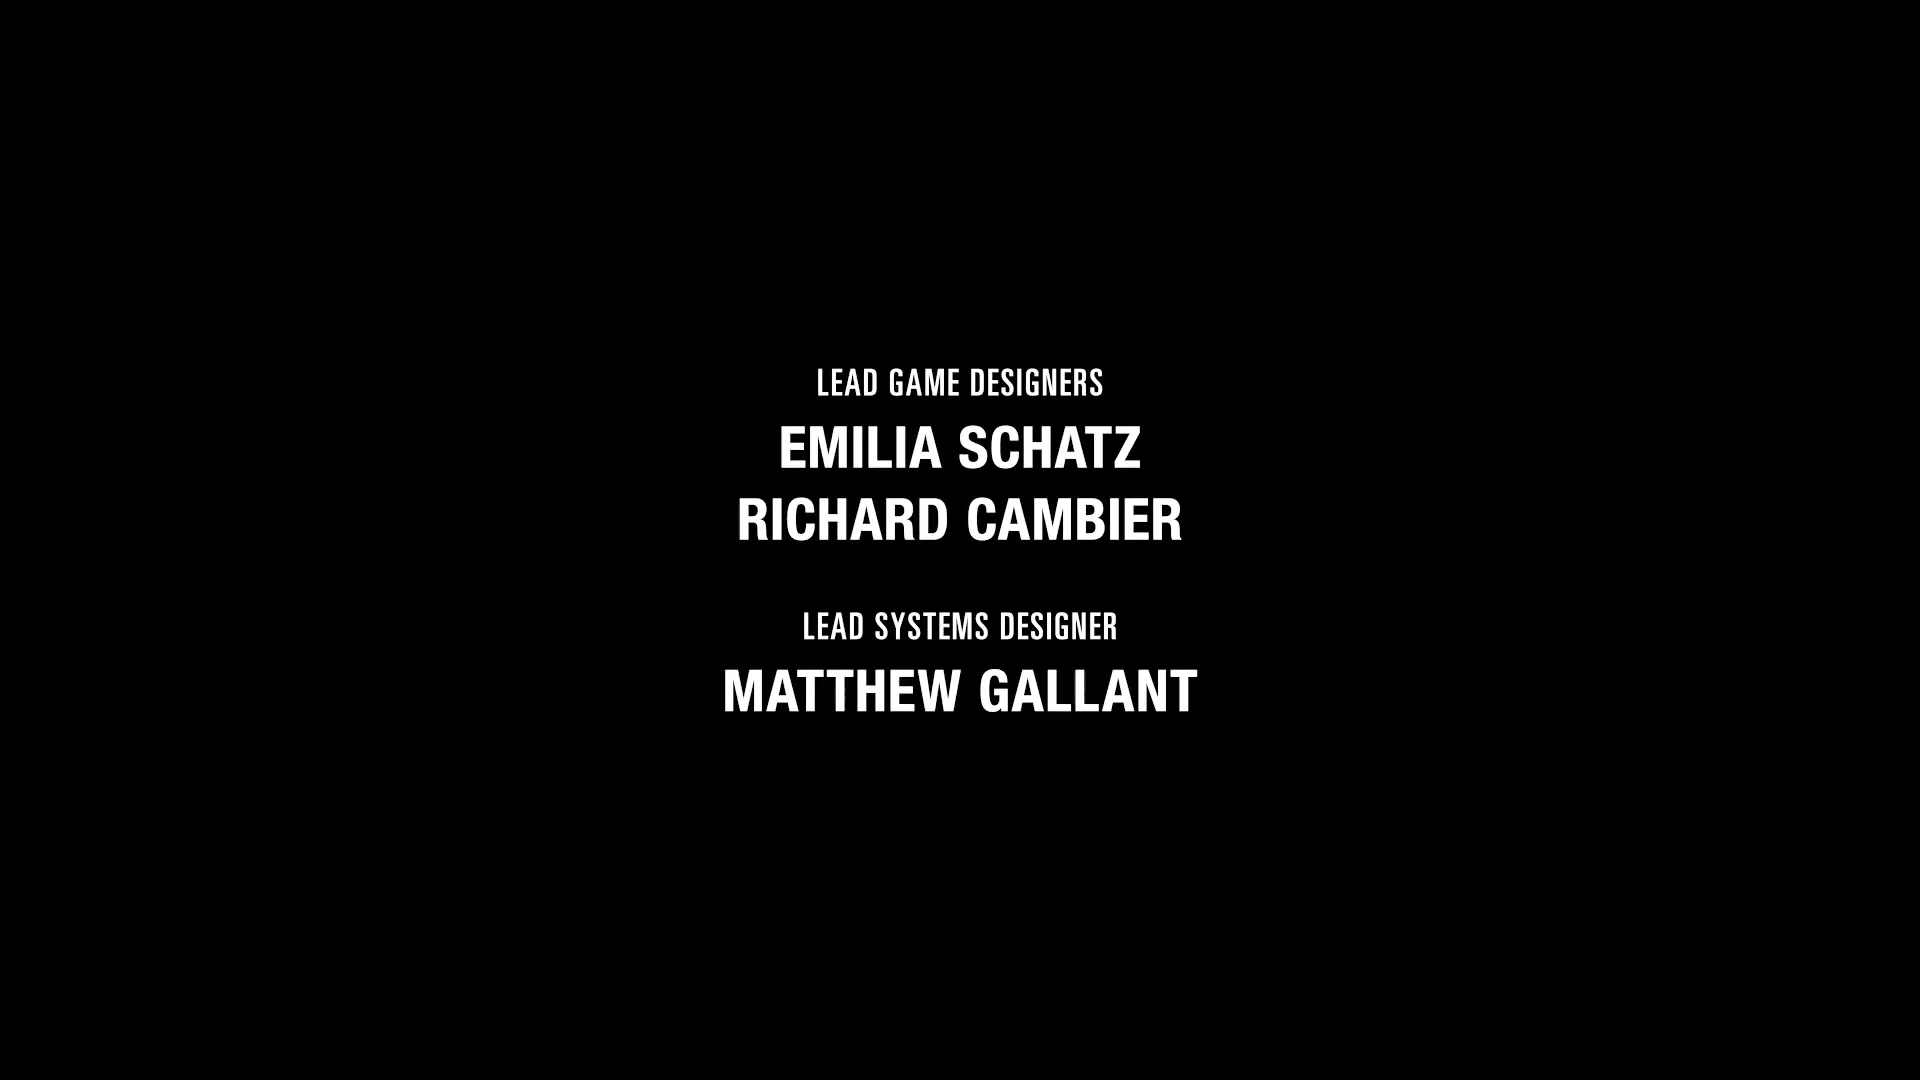 LEAD GAME DESIGNERS
EMILIA SCHATZ
RICHARD CAMBIER
LEAD SYSTEMS DESIGNER
MATTHEW GALLANT